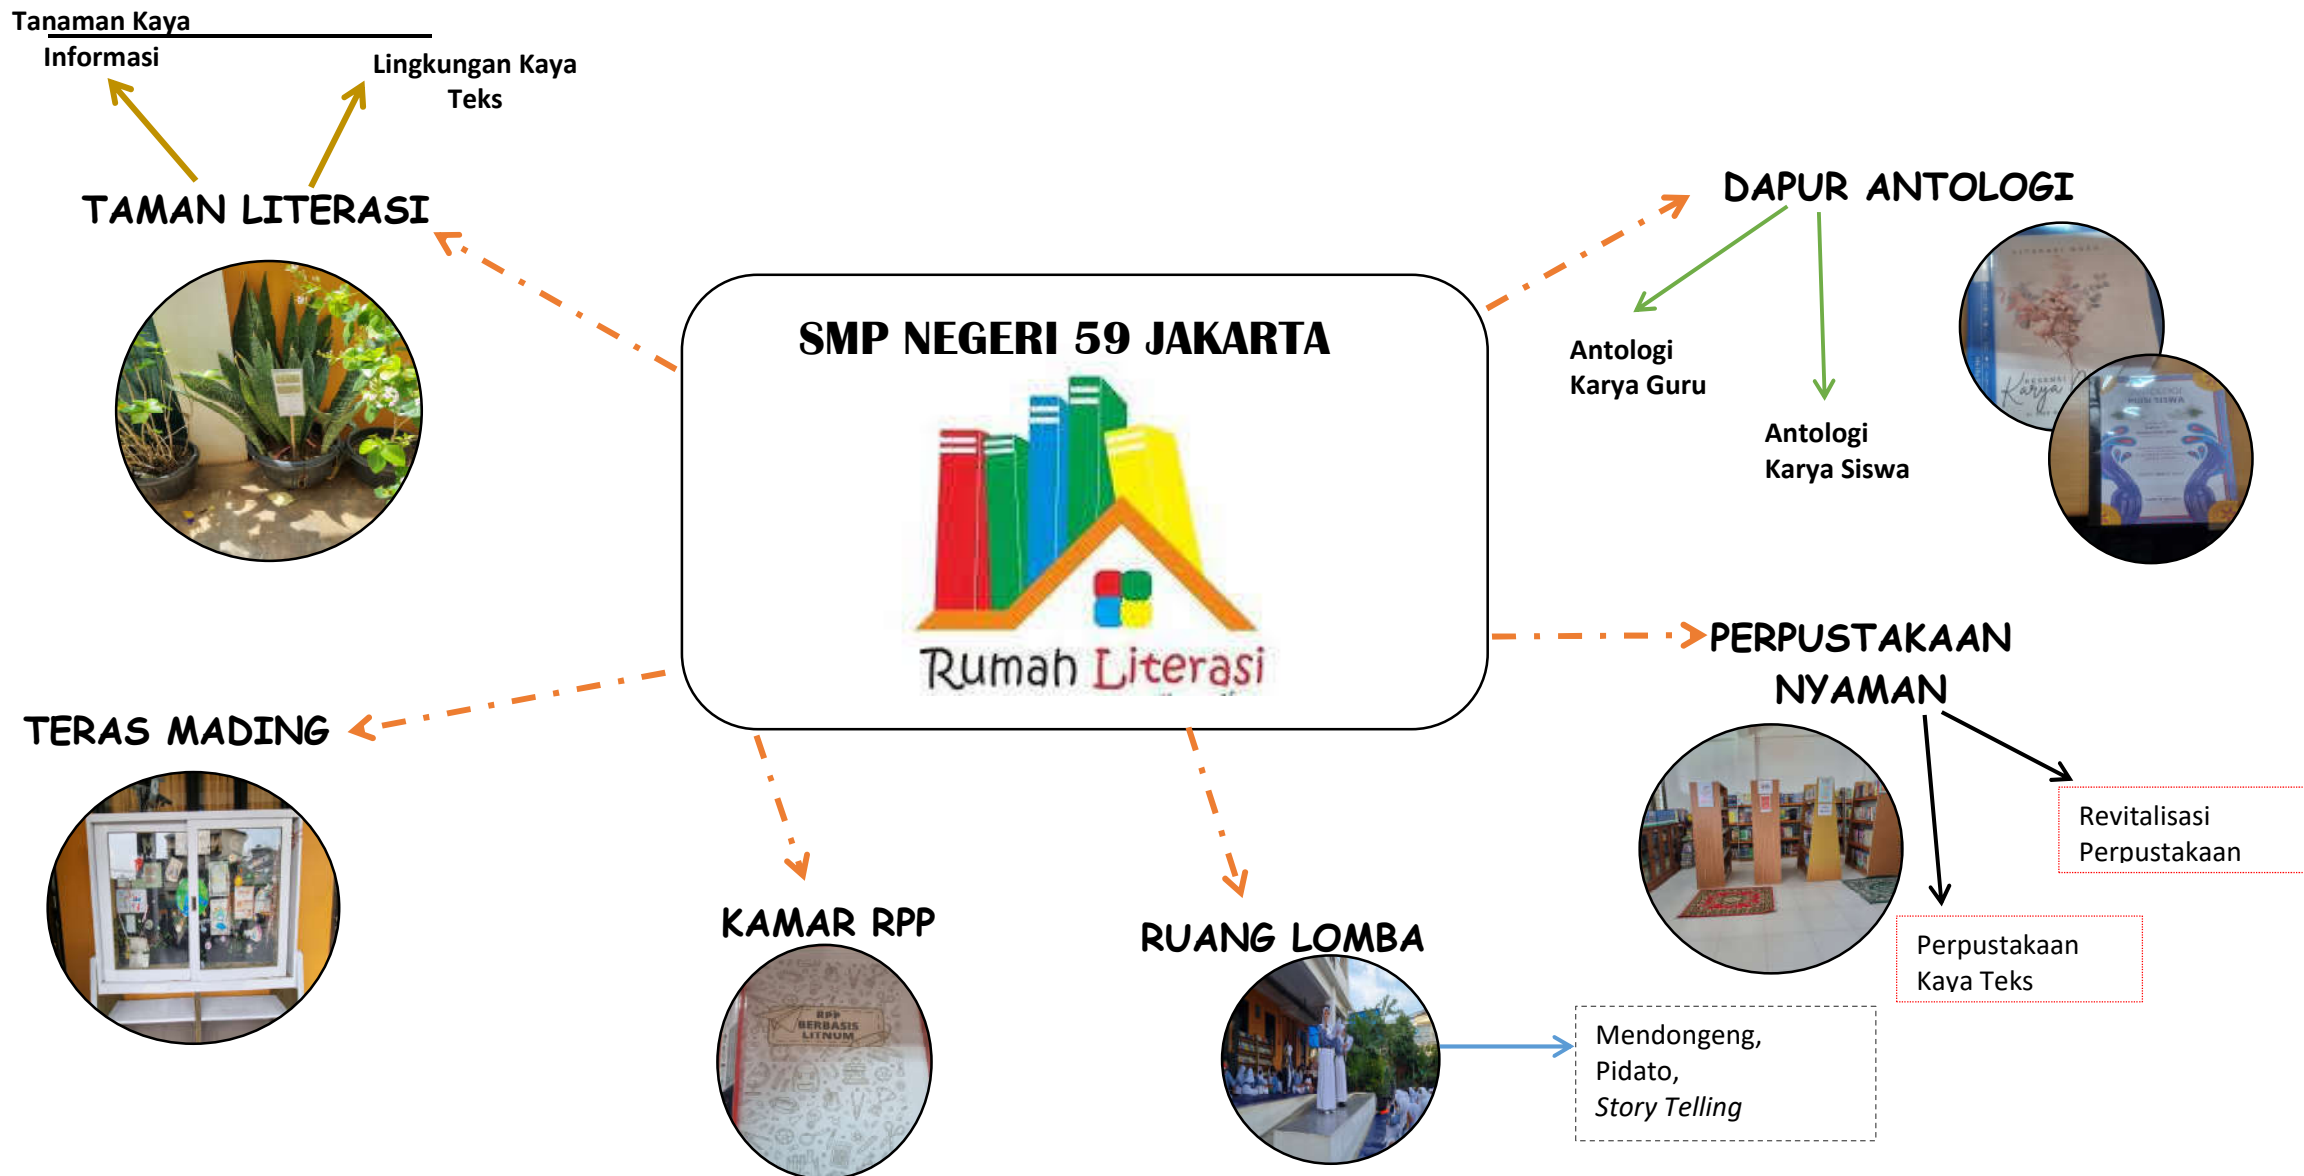 Tanaman Kaya
Informasi
Lingkungan Kaya
Teks
TAMAN LITERASI
DAPUR ANTOLOGI
Antologi
Karya Guru
Antologi
Karya Siswa
SMP NEGERI 59 JAKARTA
Rumah Literasi
PERPUSTAKAAN
NYAMAN
Revitalisasi
Perpustakaan
Perpustakaan
Kaya Teks
TERAS MADING
KAMAR RPP
RPP
BERBASIS
LITNUM
RUANG LOMBA
Mendongeng,
Pidato,
Story Telling